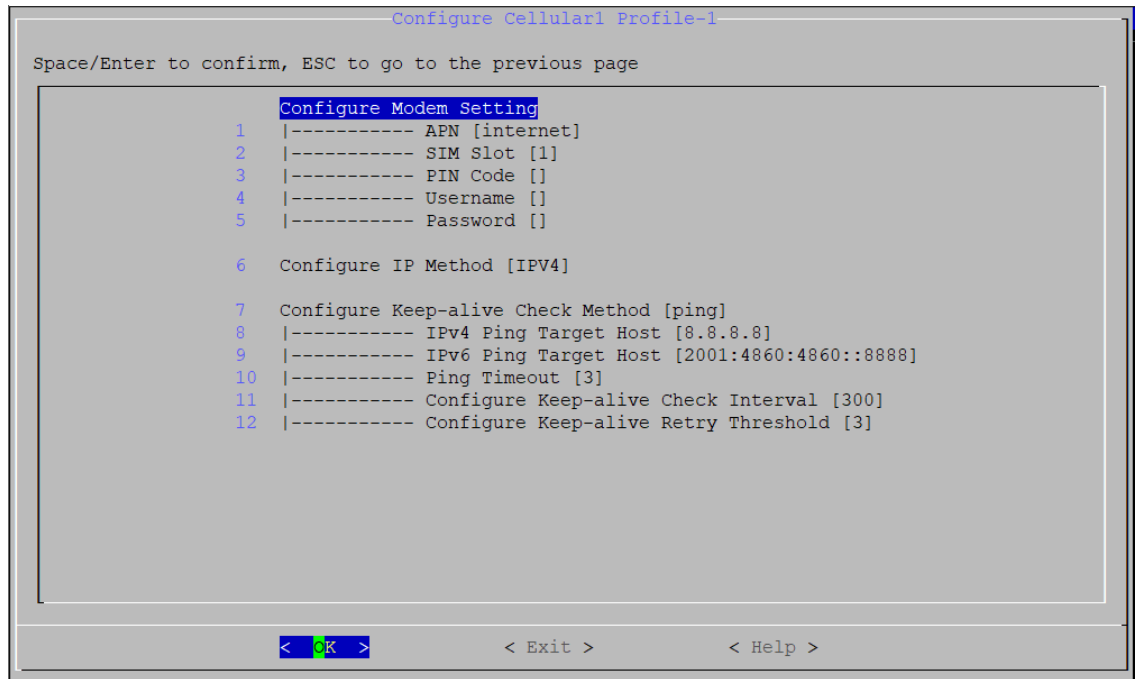 Configure Cellular1 Profile-1
Space/Enter to confirm, ESC to go to the previous page
Configure Modem Setting
1 |----------- APN [internet]
2 |----------- SIM Slot [1]
3 |----------- PIN Code []
4 |----------- Username []
5 |----------- Password []
6 Configure IP Method [IPV4]
7 Configure Keep-alive Check Method [ping]
8 |----------- IPv4 Ping Target Host [8.8.8.8]
9 |----------- IPv6 Ping Target Host [2001:4860:4860::8888]
10 |----------- Ping Timeout [3]
11 |----------- Configure Keep-alive Check Interval [300]
12 |----------- Configure Keep-alive Retry Threshold [3]
< OK > < Exit > < Help >